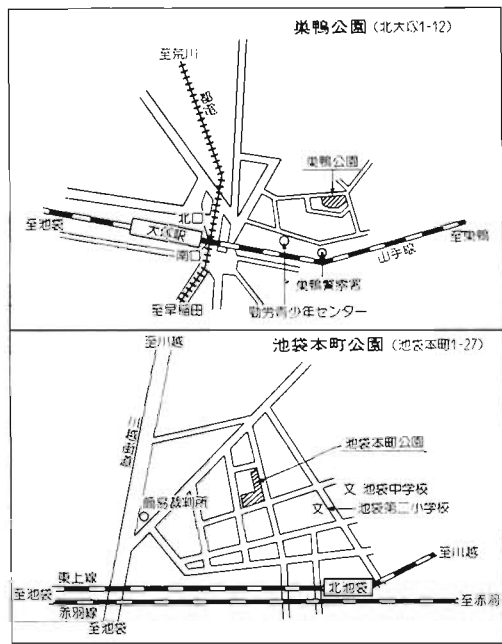 巣鴨公園(北大塚1-12)
至荒川
都電
巣鴨公園
北口
至池袋
大塚駅
南口
至巣鴨
山手線
巣鴨警察署
至早稲田
勤労青少年センター
池袋本町公園(池袋本町1-27)
至川越
川越街道
池袋本町公園
簡易裁判所
文 池袋中学校
文 池袋第二小学校
至川越
東上線
北池袋
至池袋
赤羽線
至赤羽
至池袋